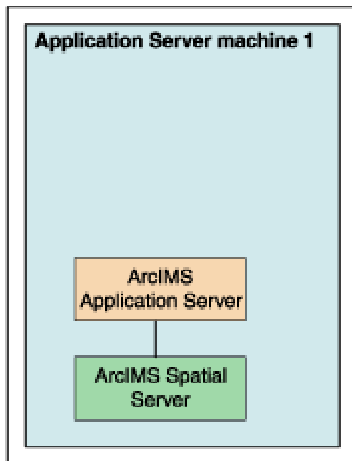 Application Server machine 1
ArcIMS
Application Server
ArcIMS Spatial
Server